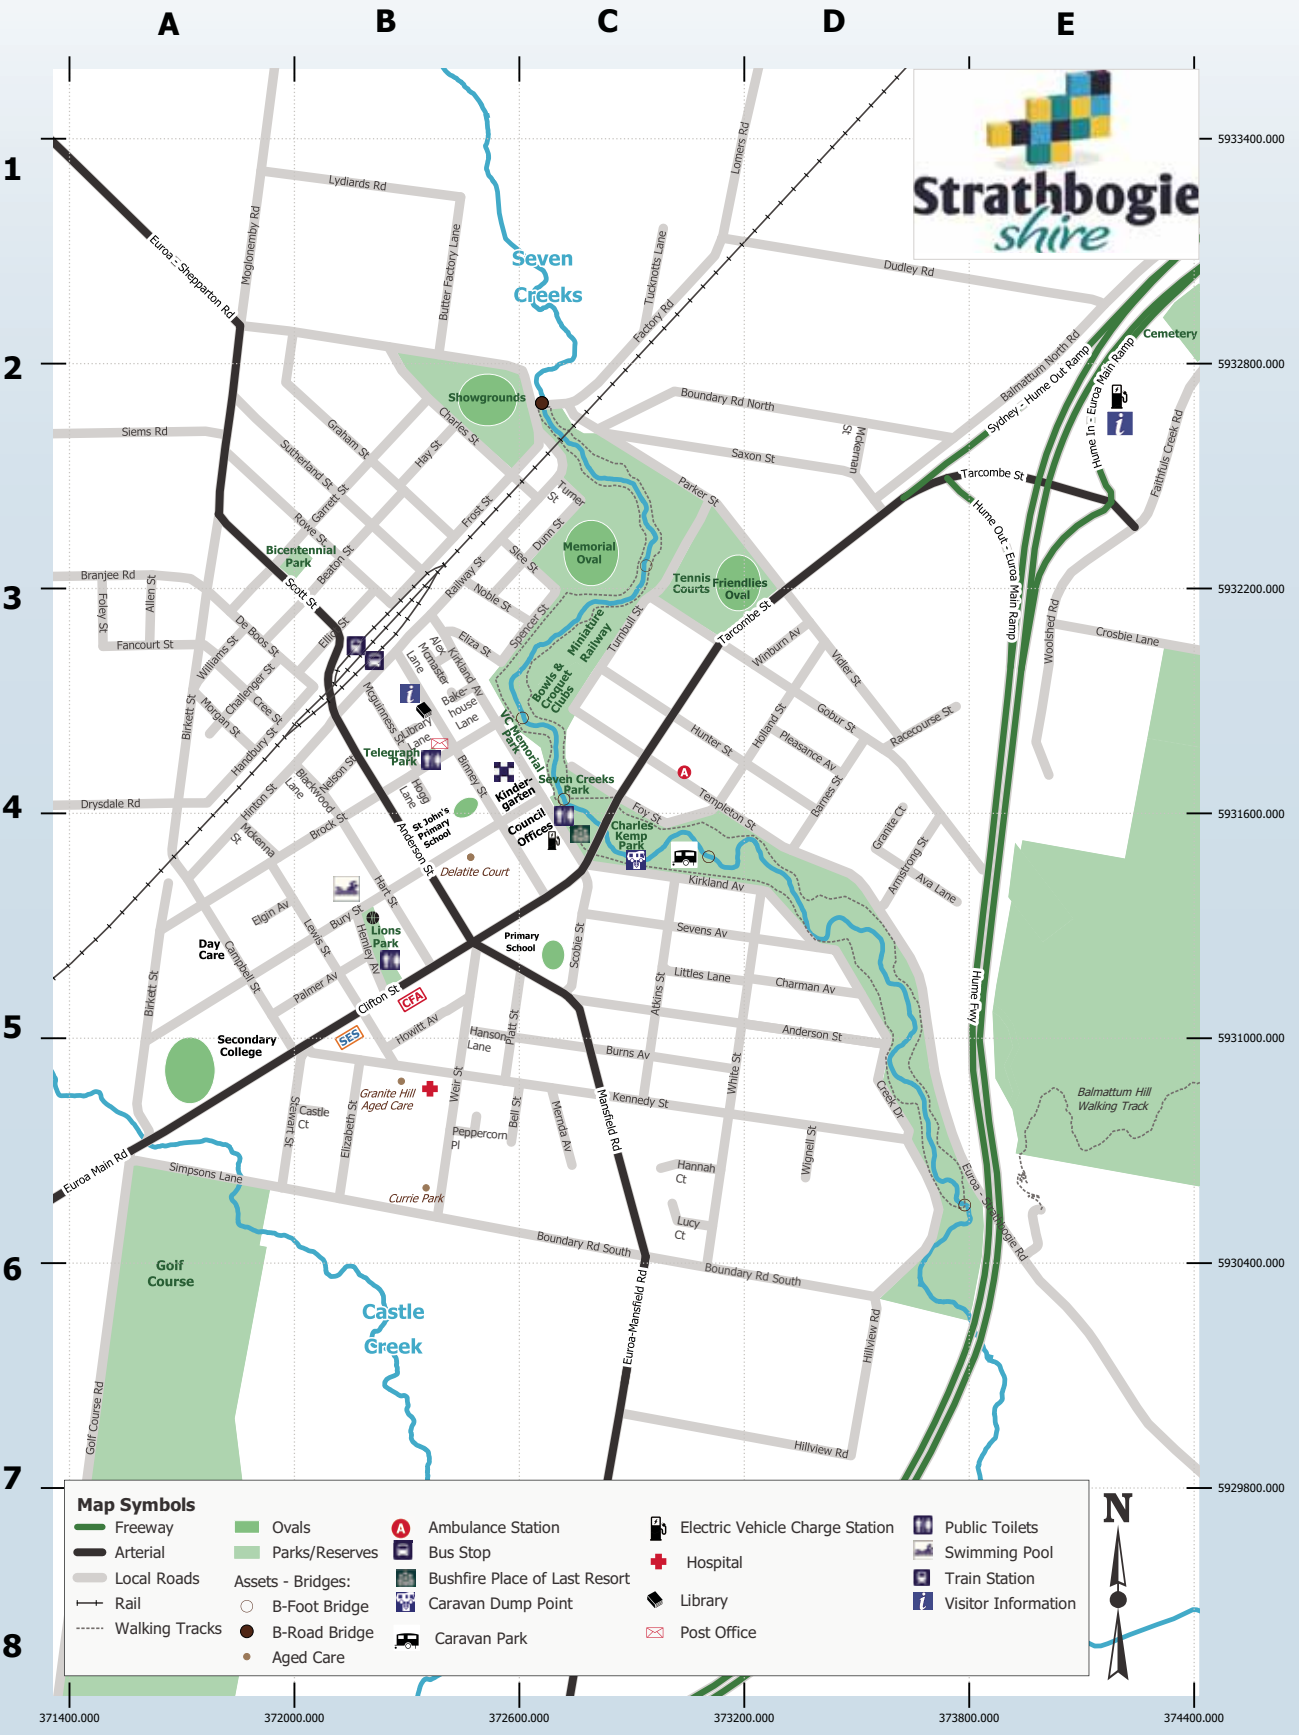 A
B
C
D
E
1
2
3
4
5
6
7
8
Strathbogie
shire
5933400.000
5932800.000
5932200.000
5931600.000
5931000.000
5930400.000
5929800.000
Lydiards Rd
Moglonemby Rd
Butter Factory Lane
Euroa - Shepparton Rd
Lomers Rd
Tucknotts Lane
Factory Rd
Dudley Rd
Seven
Creeks
Cemetery
Balmattum North Rd
Sydney - Hume Out Ramp
Hume In - Euroa Main Ramp
Faithfuls Creek Rd
Showgrounds
Boundary Rd North
Saxon St
Mckernan
St
Siems Rd
Charles St
Graham St
Hay St
Sutherland St
Garrett St
Rowe St
Beaton St
Frost St
Turner
St
Dunn St
Slee St
Parker St
Tarcombe St
Hume Out - Euroa Main Ramp
Bicentennial
Park
Memorial
Oval
Tennis
Courts
Friendlies
Oval
Tarcombe St
Branjee Rd
Foley St
Allen St
Fancourt St
Scott St
Railway St
Noble St
Spencer St
Elliot St
Eliza St
De Boos St
Williams St
Challenger St
Cree St
Morgan St
Birkett St
Handbury St
Alex
Mcmaster
Lane
Kirkland Av
Bake-
house
Lane
Mcguinness St
Library
Lane
Telegraph
Park
Binney St
Hogg
Lane
VC Memorial
Park
Miniature
Railway
Bowls &
Croquet
Clubs
Turnbull St
Winburn Av
Vidler St
Gobur St
Holland St
Hunter St
Pleasance Av
Racecourse St
Barnes St
Templeton St
Woolshed Rd
Crosbie Lane
Drysdale Rd
Hinton St
Blackwood
Lane
Nelson St
Brock St
Mckenna
St
Anderson St
St John's
Primary
School
Kinder-
garten
Council
Offices
Seven Creeks
Park
Charles
Kemp
Park
Foy St
A
Granite Ct
Armstrong St
Ava Lane
Kirkland Av
Delatite Court
Hart St
Elgin Av
Bury St
Lewis St
Hemley Av
Lions
Park
Day
Care
Campbell St
Palmer Av
Clifton St
CFA
SES
Primary
School
Scobie St
Sevens Av
Littles Lane
Atkins St
Charman Av
Anderson St
Hume Fwy
Birkett St
Secondary
College
Howitt Av
Hanson
Lane
Platt St
Burns Av
White St
Granite Hill
Aged Care
Weir St
Kennedy St
Creek Dr
Balmattum Hill
Walking Track
Stewart St
Castle
Ct
Elizabeth St
Bell St
Peppercorn
Pl
Mernda Av
Mansfield Rd
Hannah
Ct
Wignell St
Euroa Main Rd
Simpsons Lane
Currie Park
Lucy
Ct
Euroa - Strathbogie Rd
Boundary Rd South
Boundary Rd South
Golf
Course
Castle
Creek
Euroa-Mansfield Rd
Hillview Rd
Hillview Rd
Golf Course Rd
Map Symbols
Freeway
Arterial
Local Roads
Rail
Walking Tracks
Ovals
Parks/Reserves
Assets - Bridges:
B-Foot Bridge
B-Road Bridge
Aged Care
A
Ambulance Station
Bus Stop
Bushfire Place of Last Resort
Caravan Dump Point
Caravan Park
Electric Vehicle Charge Station
Hospital
Library
Post Office
Public Toilets
Swimming Pool
Train Station
Visitor Information
N
371400.000
372000.000
372600.000
373200.000
373800.000
374400.000